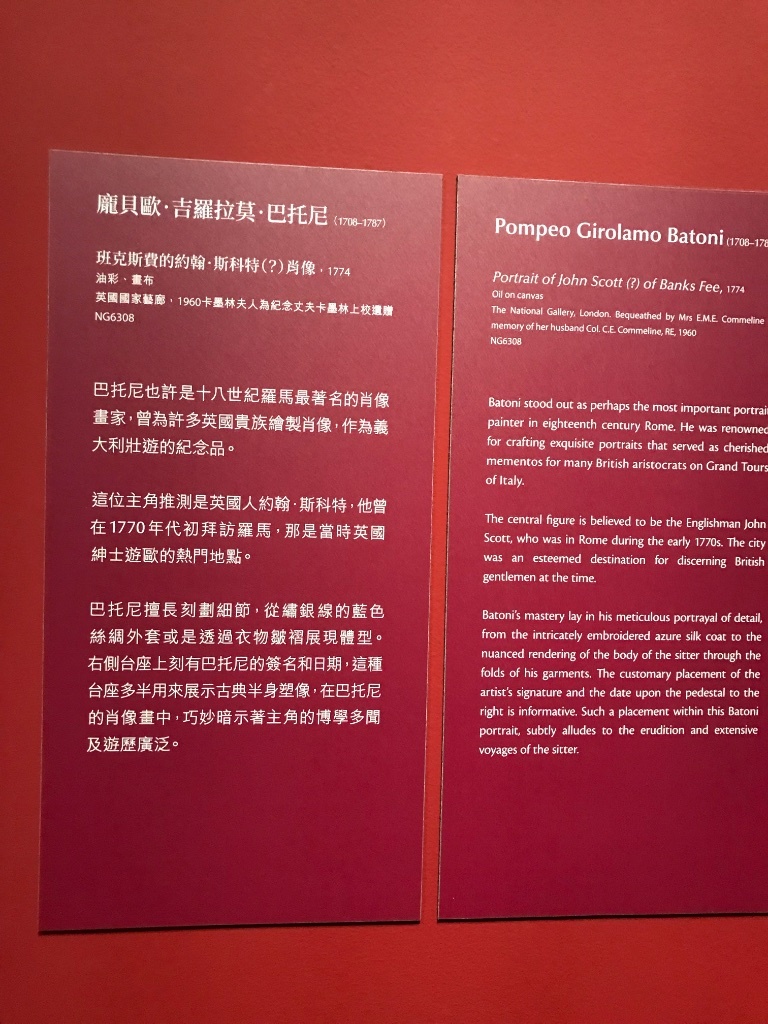 龐貝歐·吉羅拉莫·巴托尼 (1708–1787)
班克斯費的約翰·斯科特(?)肖像,1774
油彩、畫布
英國國家藝廊,1960卡墨林夫人為紀念丈夫卡墨林上校遺贈
NG6308
巴托尼也許是十八世紀羅馬最著名的肖像
畫家,曾為許多英國貴族繪製肖像,作為義
大利壯遊的紀念品。
這位主角推測是英國人約翰·斯科特,他曾
在1770年代初拜訪羅馬,那是當時英國
紳士遊歐的熱門地點。
巴托尼擅長刻劃細節,從繡銀線的藍色
絲綢外套或是透過衣物皺褶展現體型。
右側台座上刻有巴托尼的簽名和日期,這種
台座多半用來展示古典半身塑像,在巴托尼
的肖像畫中,巧妙暗示著主角的博學多聞
及遊歷廣泛。
Pompeo Girolamo Batoni (1708–178
Portrait of John Scott (?) of Banks Fee, 1774
Oil on canvas
The National Gallery, London. Bequeathed by Mrs E.M.E. Commeline
memory of her husband Col. C.E. Commeline, RE, 1960
NG6308
Batoni stood out as perhaps the most important portrai
painter in eighteenth century Rome. He was renowned
for crafting exquisite portraits that served as cherished
mementos for many British aristocrats on Grand Tours
of Italy.
The central figure is believed to be the Englishman John
Scott, who was in Rome during the early 1770s. The city
was an esteemed destination for discerning British
gentlemen at the time.
Batoni's mastery lay in his meticulous portrayal of detail,
from the intricately embroidered azure silk coat to the
nuanced rendering of the body of the sitter through the
folds of his garments. The customary placement of the
artist's signature and the date upon the pedestal to the
right is informative. Such a placement within this Batoni
portrait, subtly alludes to the erudition and extensive
voyages of the sitter.